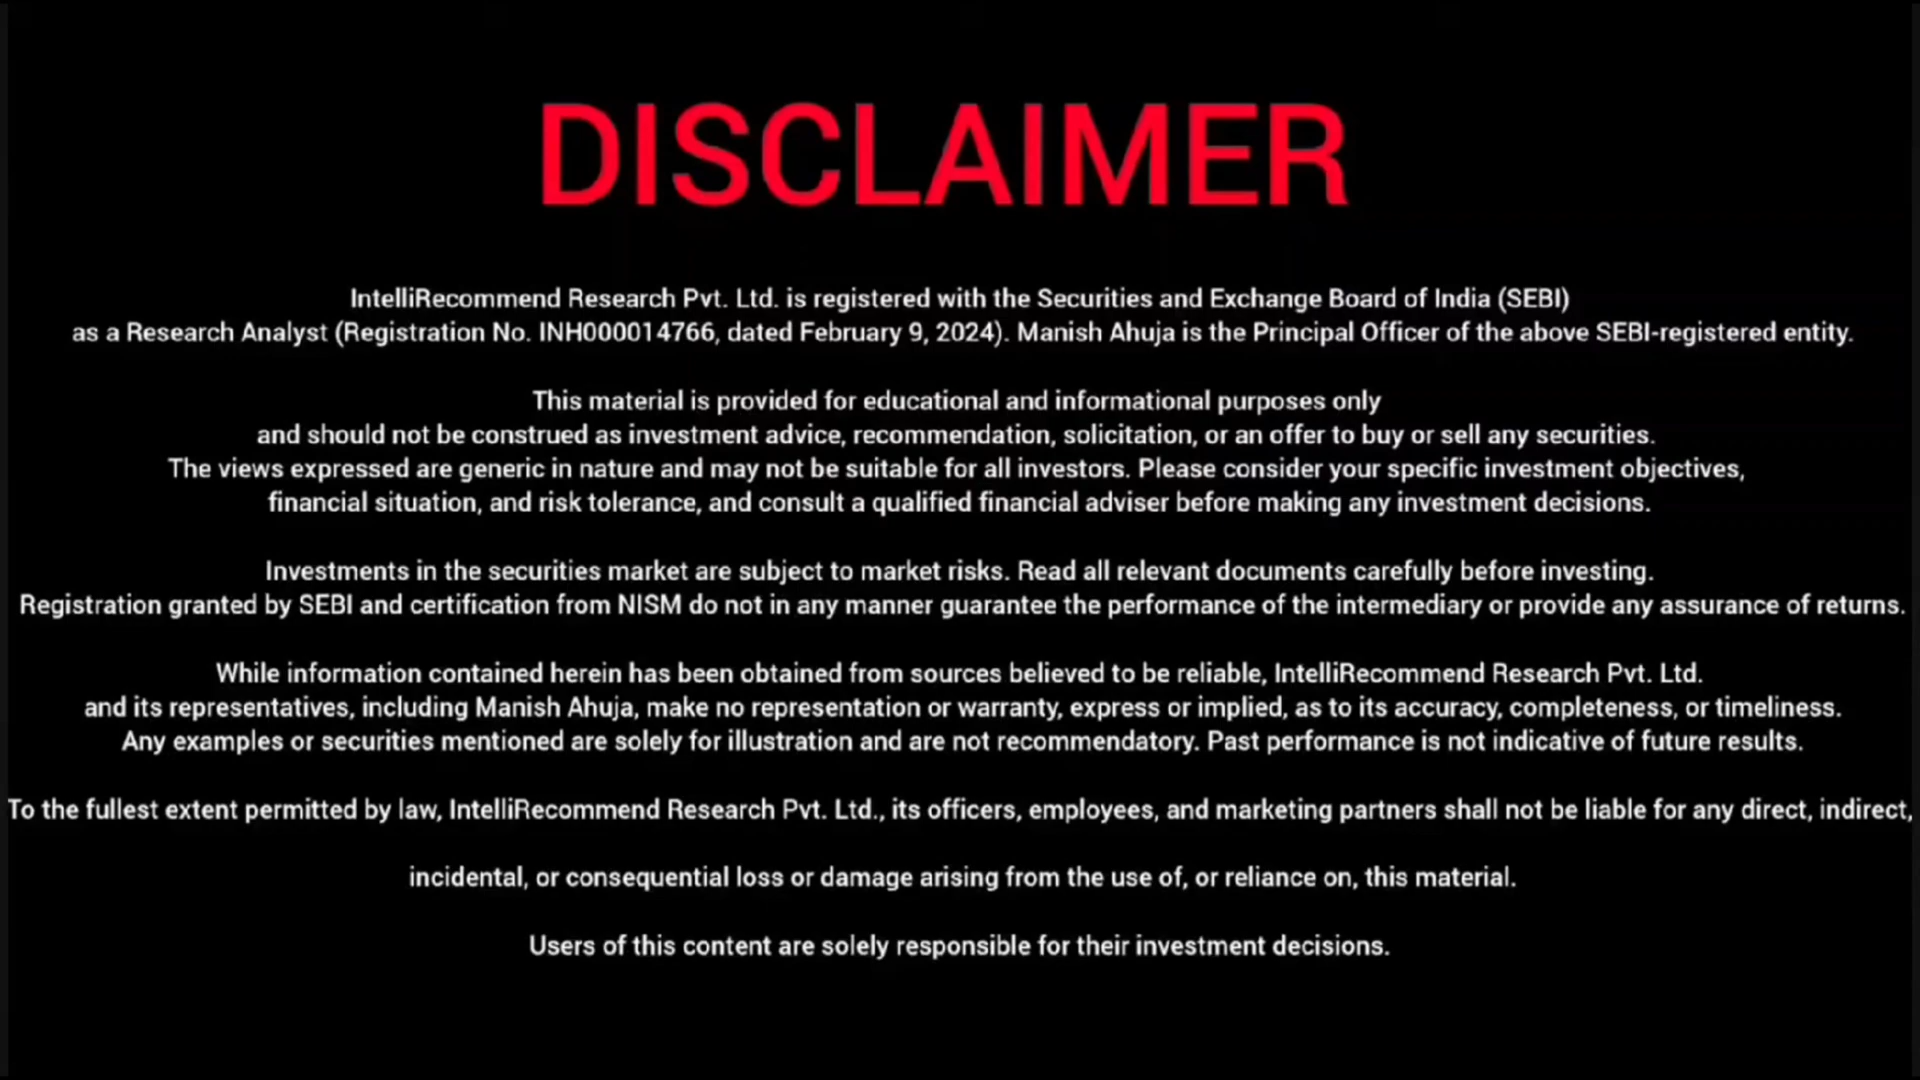 DISCLAIMER
IntelliRecommend Research Pvt. Ltd. is registered with the Securities and Exchange Board of India (SEBI)
as a Research Analyst (Registration No. INH000014766, dated February 9, 2024). Manish Ahuja is the Principal Officer of the above SEBI-registered entity.
This material is provided for educational and informational purposes only
and should not be construed as investment advice, recommendation, solicitation, or an offer to buy or sell any securities.
The views expressed are generic in nature and may not be suitable for all investors. Please consider your specific investment objectives,
financial situation, and risk tolerance, and consult a qualified financial adviser before making any investment decisions.
Investments in the securities market are subject to market risks. Read all relevant documents carefully before investing.
Registration granted by SEBI and certification from NISM do not in any manner guarantee the performance of the intermediary or provide any assurance of returns.
While information contained herein has been obtained from sources believed to be reliable, IntelliRecommend Research Pvt. Ltd.
and its representatives, including Manish Ahuja, make no representation or warranty, express or implied, as to its accuracy, completeness, or timeliness.
Any examples or securities mentioned are solely for illustration and are not recommendatory. Past performance is not indicative of future results.
To the fullest extent permitted by law, IntelliRecommend Research Pvt. Ltd., its officers, employees, and marketing partners shall not be liable for any direct, indirect,
incidental, or consequential loss or damage arising from the use of, or reliance on, this material.
Users of this content are solely responsible for their investment decisions.